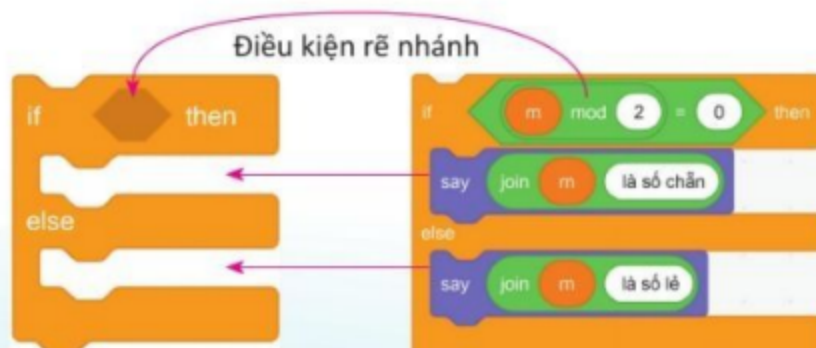 Điều kiện rẽ nhánh
if then
else
if m mod 2 = 0 then
say join m là số chẵn
else
say join m là số lẻ